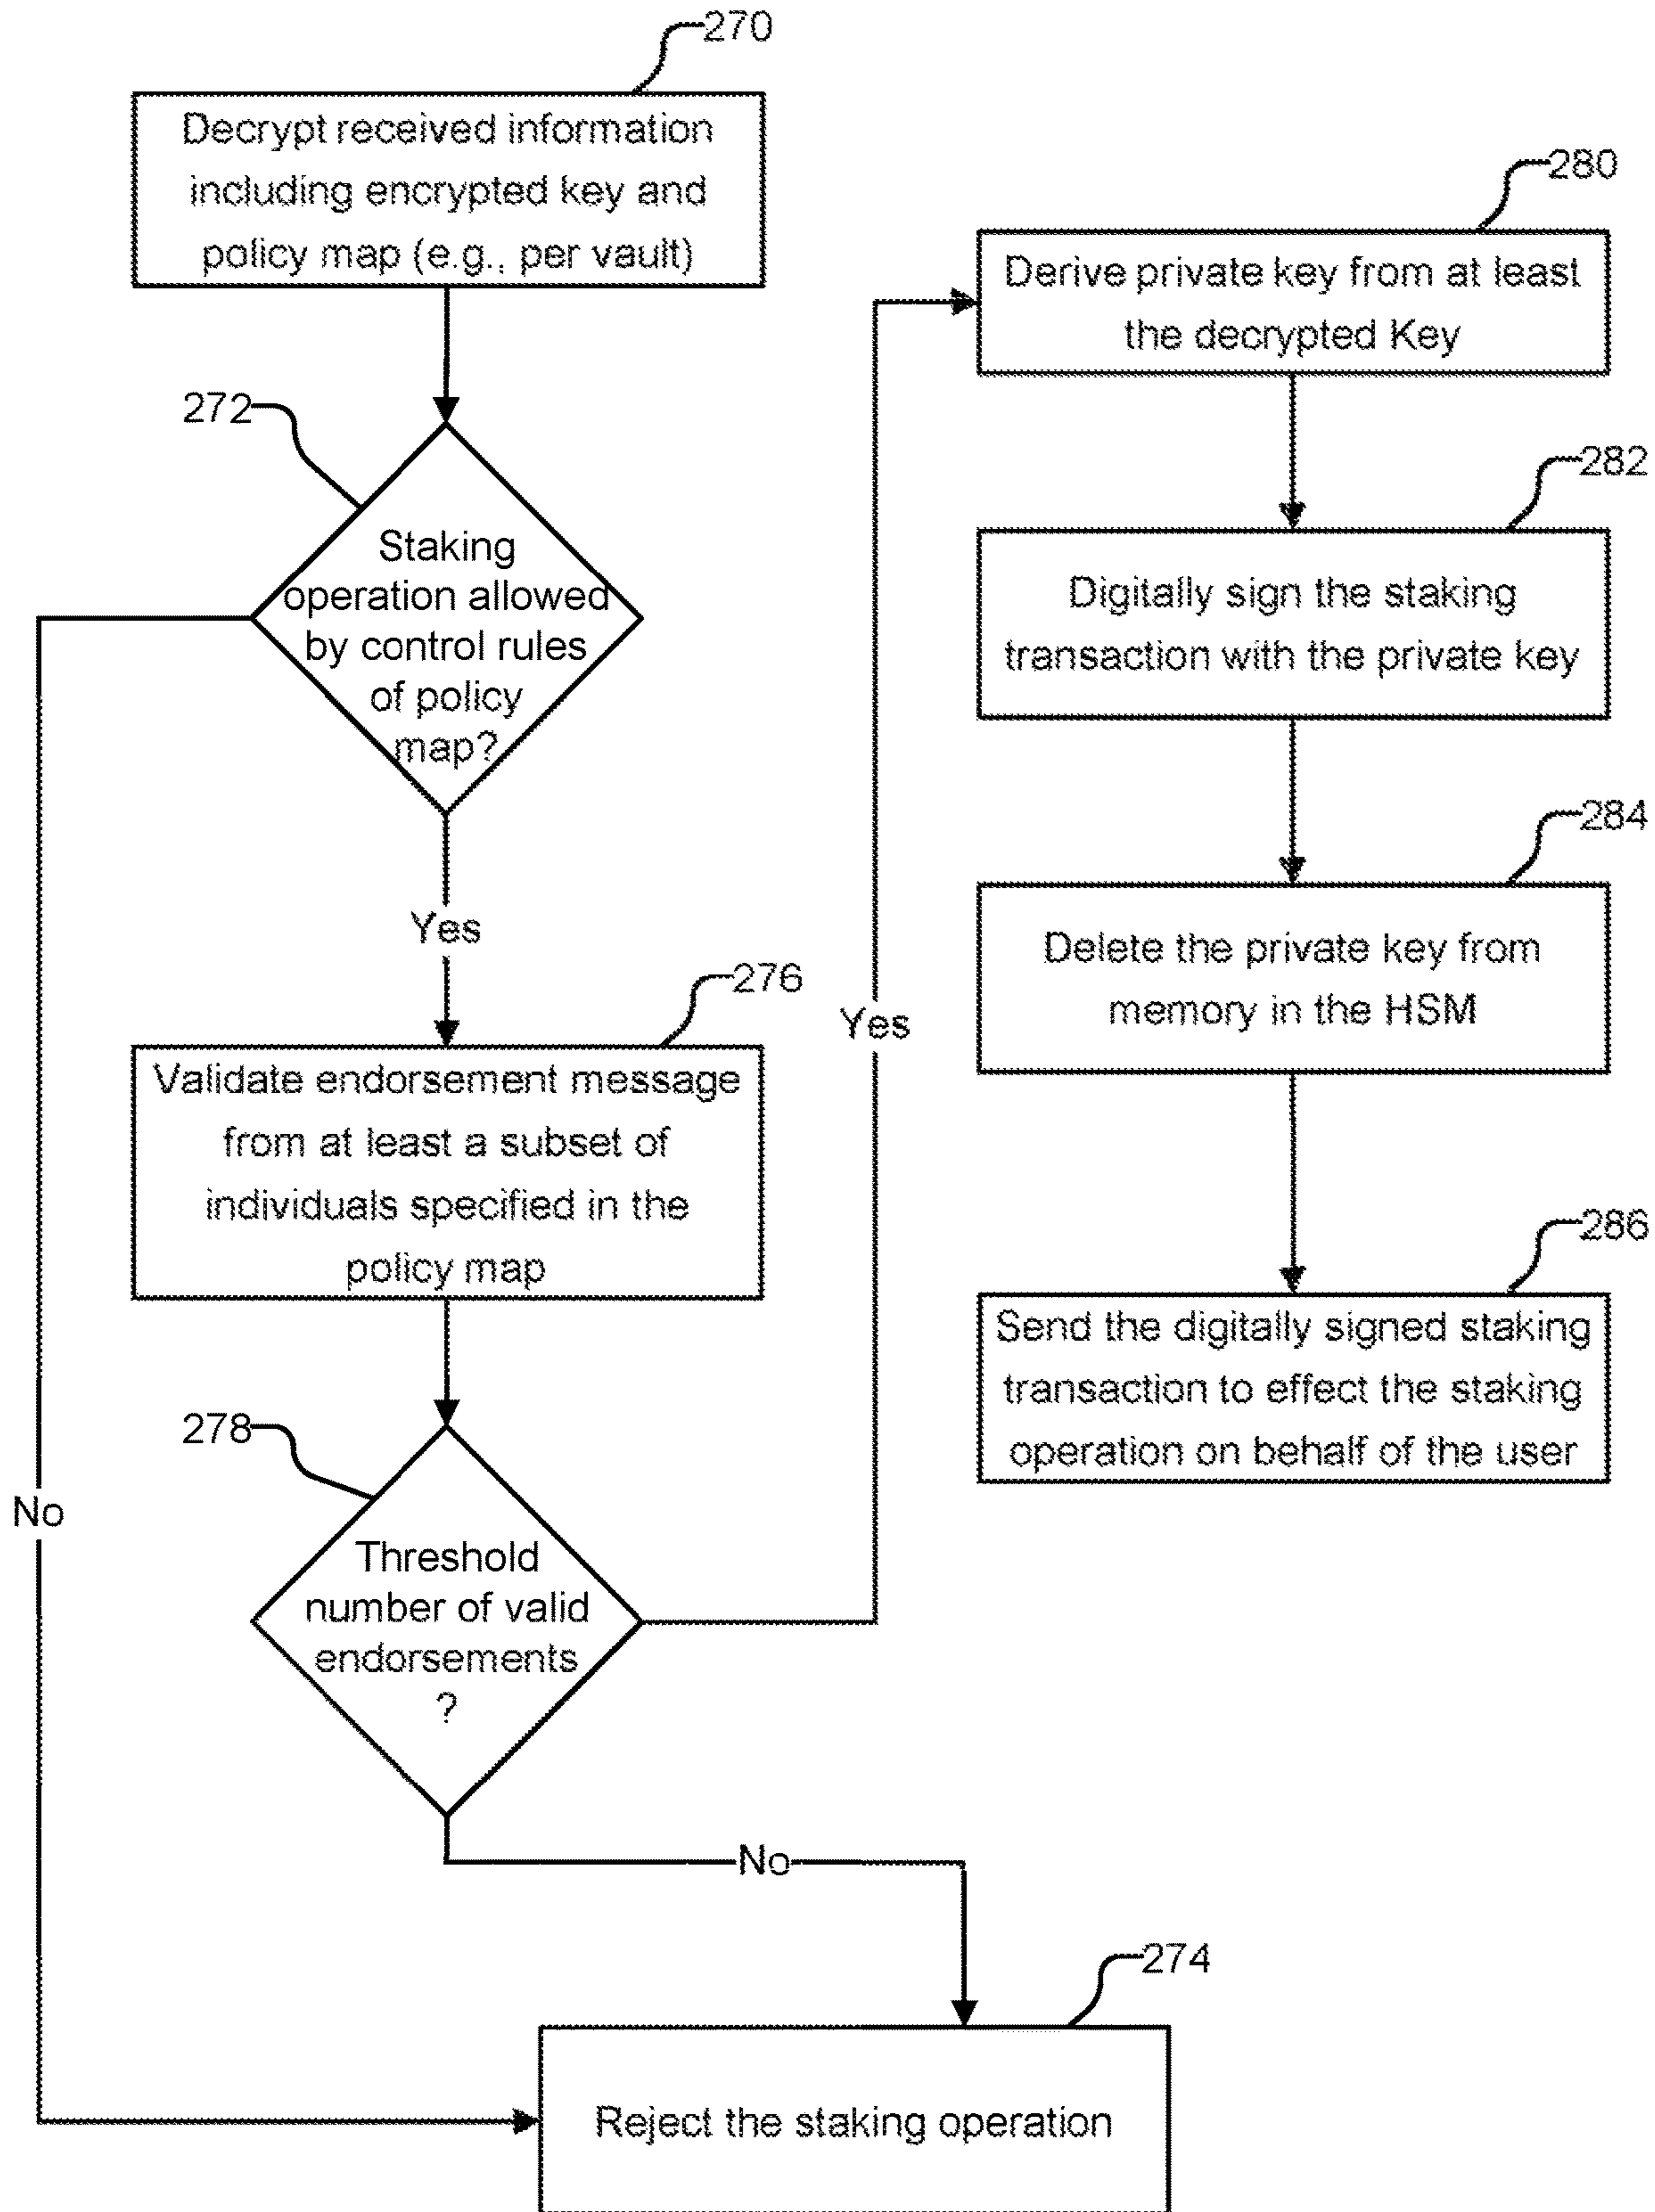 270
Decrypt received information
including encrypted key and
policy map (e.g., per vault)
272
Staking
operation allowed
by control rules
of policy
map?
Yes
276
Validate endorsement message
from at least a subset of
individuals specified in the
policy map
278
Threshold
number of valid
endorsements
?
No
No
Yes
280
Derive private key from at least
the decrypted Key
282
Digitally sign the staking
transaction with the private key
284
Delete the private key from
memory in the HSM
286
Send the digitally signed staking
transaction to effect the staking
operation on behalf of the user
274
Reject the staking operation